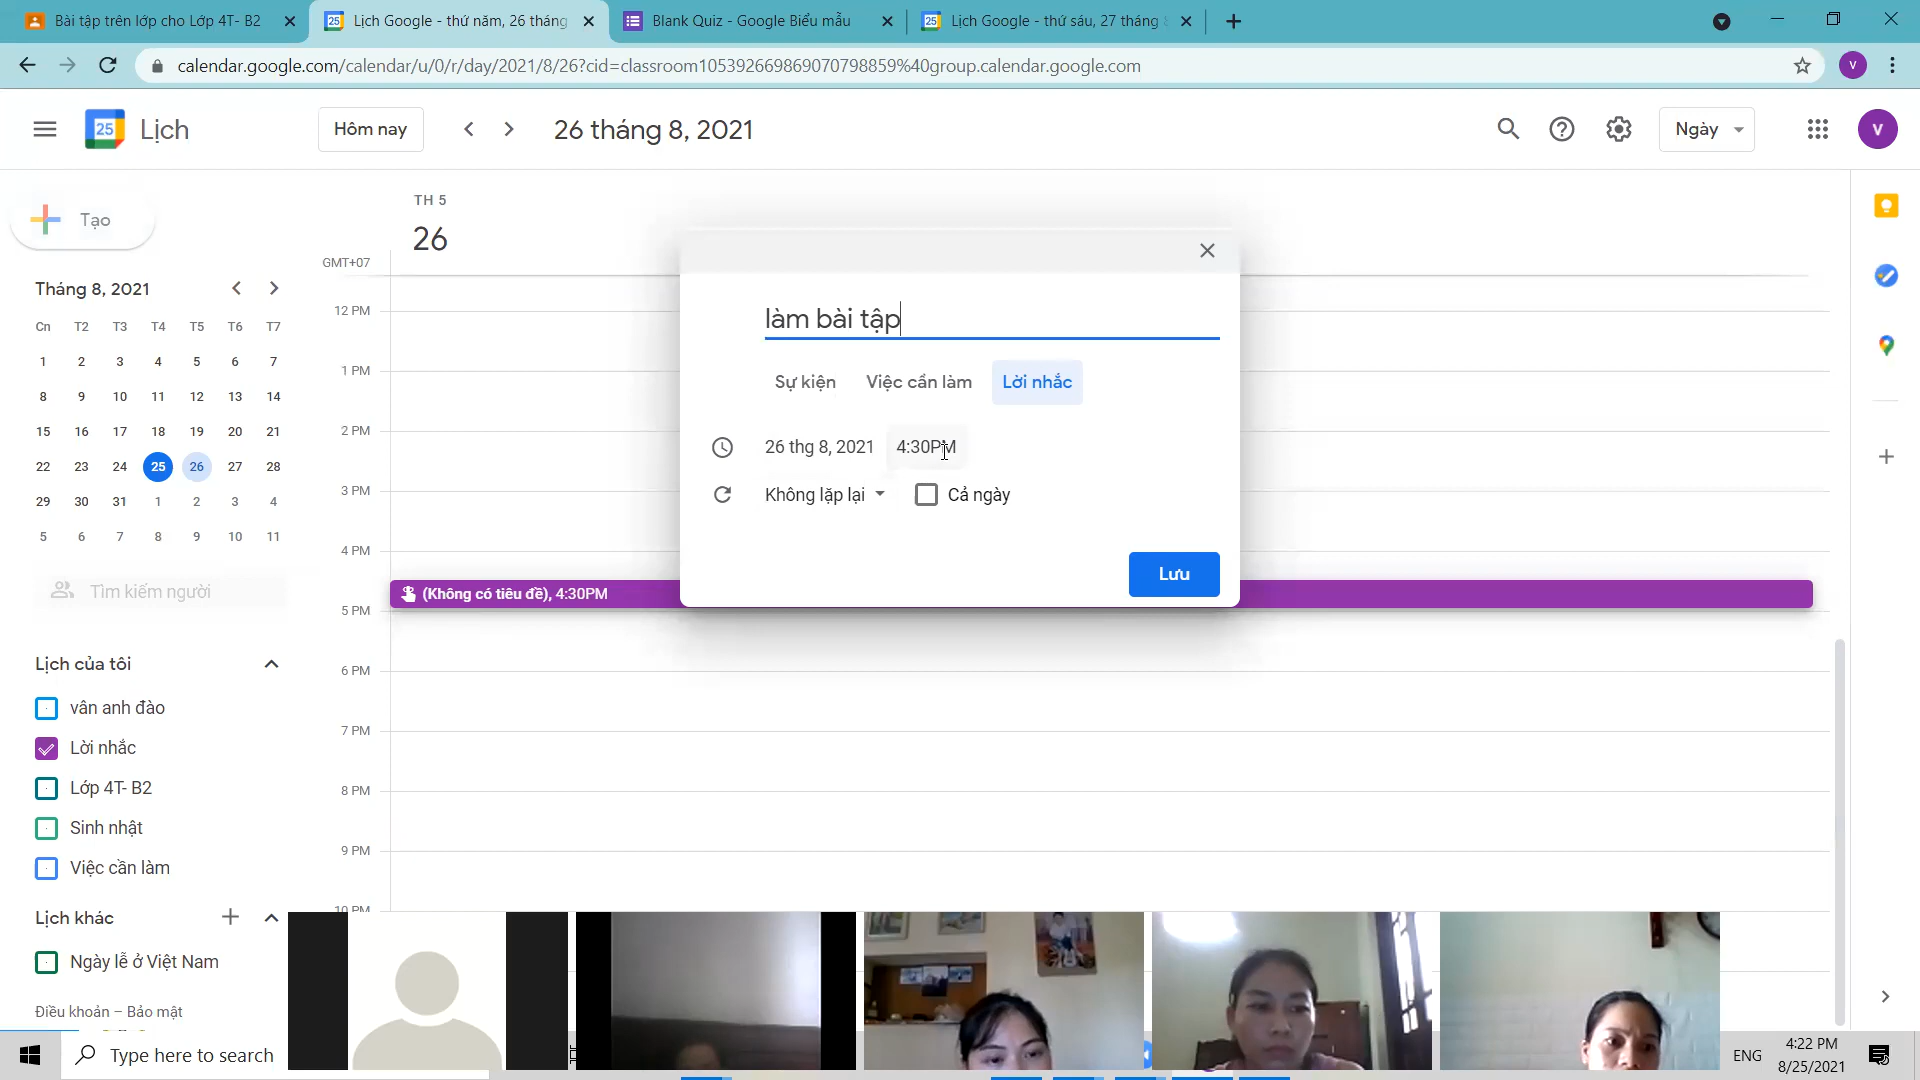 Bài tập trên lớp cho Lớp 4T- B2
Lịch Google - thứ năm, 26 tháng
Blank Quiz - Google Biểu mẫu
Lịch Google - thứ sáu, 27 tháng
calendar.google.com/calendar/u/0/r/day/2021/8/26?cid=classroom105392669869070798859%40group.calendar.google.com
V
25 Lịch
Hôm nay
26 tháng 8, 2021
Ngày
V
Tạo
TH 5
26
GMT+07
Tháng 8, 2021
Cn T2 T3 T4 T5 T6 T7
1 2 3 4 5 6 7
8 9 10 11 12 13 14
15 16 17 18 19 20 21
22 23 24 25 26 27 28
29 30 31 1 2 3 4
5 6 7 8 9 10 11
Tìm kiếm người
Lịch của tôi
vân anh đào
Lời nhắc
Lớp 4T- B2
Sinh nhật
Việc cần làm
Lịch khác
Ngày lễ ở Việt Nam
Điều khoản – Bảo mật
12 PM
1 PM
2 PM
3 PM
4 PM
5 PM
6 PM
7 PM
8 PM
9 PM
10 PM
(Không có tiêu đề), 4:30PM
làm bài tập
Sự kiện Việc cần làm Lời nhắc
26 thg 8, 2021 4:30PM
Không lặp lại Cả ngày
Lưu
Type here to search
ENG
4:22 PM
8/25/2021